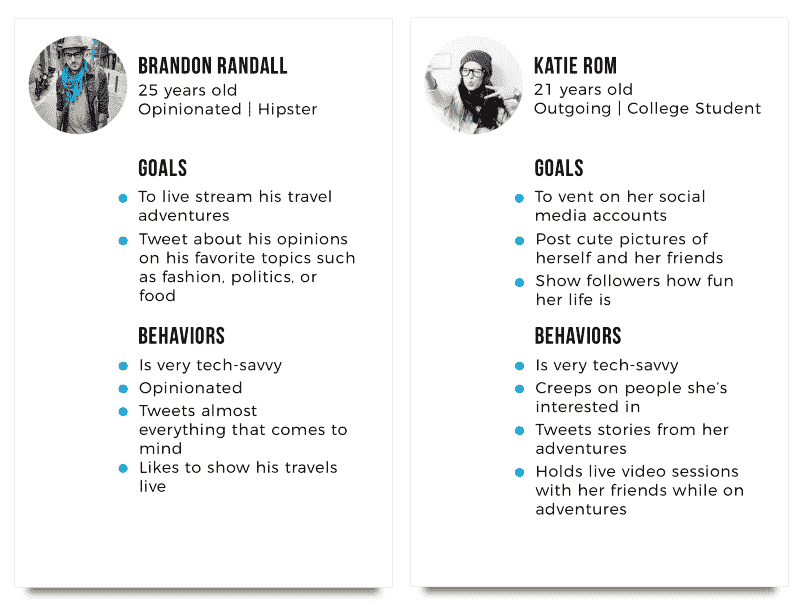 BRANDON RANDALL
25 years old
Opinionated | Hipster
GOALS
To live stream his travel
adventures
Tweet about his opinions
on his favorite topics such
as fashion, politics, or
food
BEHAVIORS
Is very tech-savvy
Opinionated
Tweets almost
everything that comes to
mind
Likes to show his travels
live
KATIE ROM
21 years old
Outgoing | College Student
GOALS
To vent on her social
media accounts
Post cute pictures of
herself and her friends
Show followers how fun
her life is
BEHAVIORS
Is very tech-savvy
Creeps on people she's
interested in
Tweets stories from her
adventures
Holds live video sessions
with her friends while on
adventures